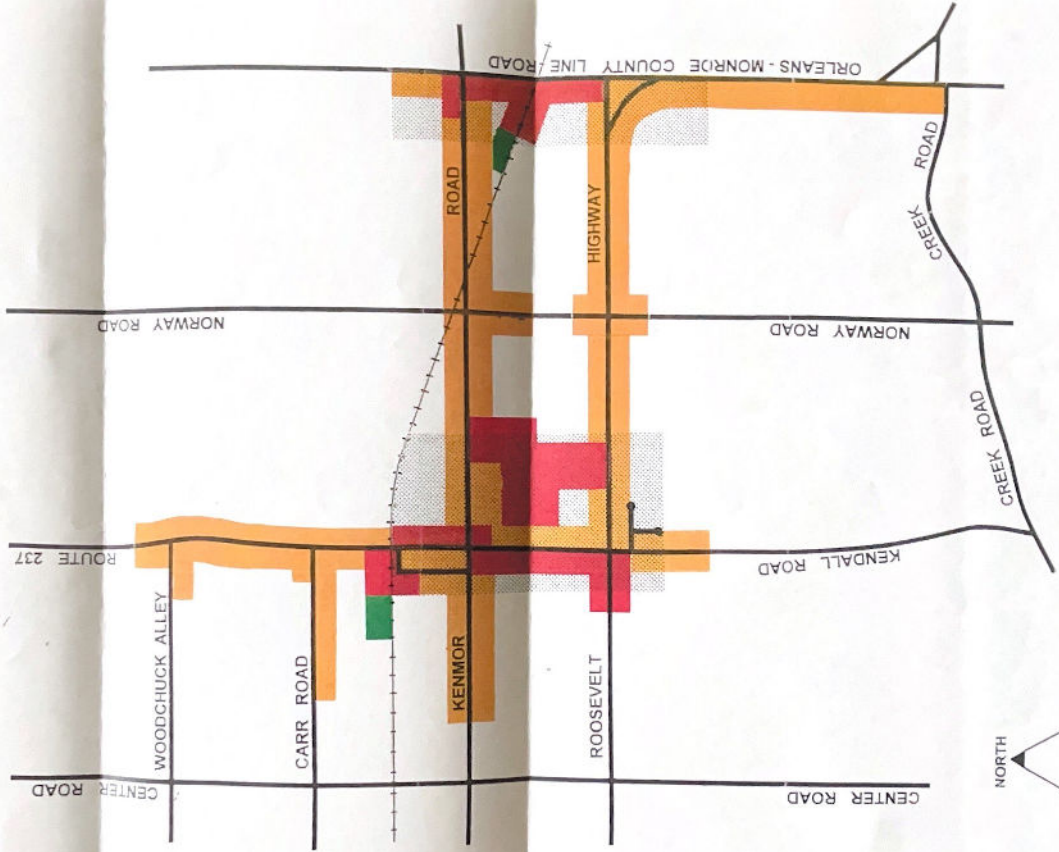 ORLEANS - MONROE COUNTY LINE ROAD
ROAD
ROAD
HIGHWAY
CREEK
NORWAY ROAD
NORWAY ROAD
CREEK ROAD
ROUTE 237
KENDALL ROAD
WOODCHUCK ALLEY
CARR ROAD
KENMOR
ROOSEVELT
NORTH
CENTER ROAD
CENTER ROAD